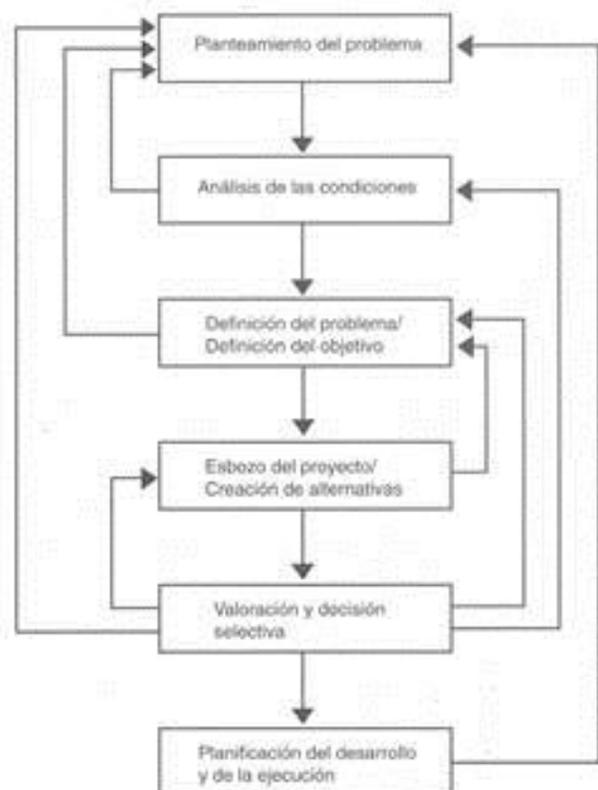 Planteamiento del problema
Análisis de las condiciones
Definición del problema/
Definición del objetivo
Esbozo del proyecto/
Creación de alternativas
Valoración y decisión
selectiva
Planificación del desarrollo
y de la ejecución